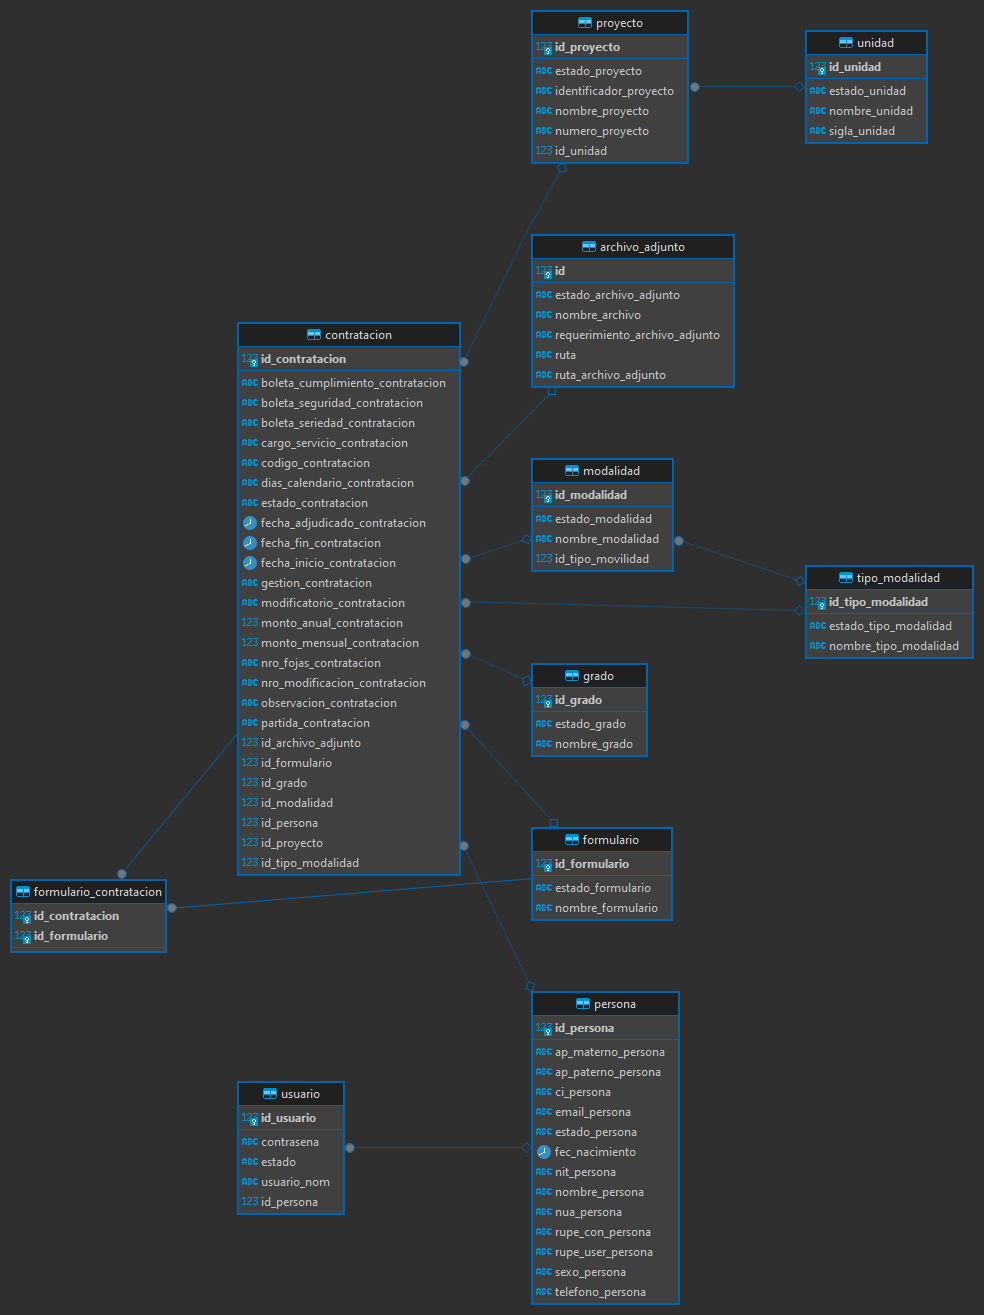 proyecto
123 id_proyecto
ABC estado_proyecto
ABC identificador_proyecto
ABC nombre_proyecto
ABC numero_proyecto
123 id_unidad
unidad
123 id_unidad
ABC estado_unidad
ABC nombre_unidad
ABC sigla_unidad
archivo_adjunto
123 id
ABC estado_archivo_adjunto
ABC nombre_archivo
ABC requerimiento_archivo_adjunto
ABC ruta
ABC ruta_archivo_adjunto
contratacion
123 id_contratacion
ABC boleta_cumplimiento_contratacion
ABC boleta_seguridad_contratacion
ABC boleta_seriedad_contratacion
ABC cargo_servicio_contratacion
ABC codigo_contratacion
ABC dias_calendario_contratacion
ABC estado_contratacion
fecha_adjudicado_contratacion
fecha_fin_contratacion
fecha_inicio_contratacion
ABC gestion_contratacion
ABC modificatorio_contratacion
123 monto_anual_contratacion
123 monto_mensual_contratacion
ABC nro_fojas_contratacion
ABC nro_modificacion_contratacion
ABC observacion_contratacion
ABC partida_contratacion
123 id_archivo_adjunto
123 id_formulario
123 id_grado
123 id_modalidad
123 id_persona
123 id_proyecto
123 id_tipo_modalidad
modalidad
123 id_modalidad
ABC estado_modalidad
ABC nombre_modalidad
123 id_tipo_movilidad
tipo_modalidad
123 id_tipo_modalidad
ABC estado_tipo_modalidad
ABC nombre_tipo_modalidad
grado
123 id_grado
ABC estado_grado
ABC nombre_grado
formulario
123 id_formulario
ABC estado_formulario
ABC nombre_formulario
formulario_contratacion
123 id_contratacion
123 id_formulario
persona
123 id_persona
ABC ap_materno_persona
ABC ap_paterno_persona
ABC ci_persona
ABC email_persona
ABC estado_persona
fec_nacimiento
ABC nit_persona
ABC nombre_persona
ABC nua_persona
ABC rupe_con_persona
ABC rupe_user_persona
ABC sexo_persona
ABC telefono_persona
usuario
123 id_usuario
ABC contrasena
ABC estado
ABC usuario_nom
123 id_persona